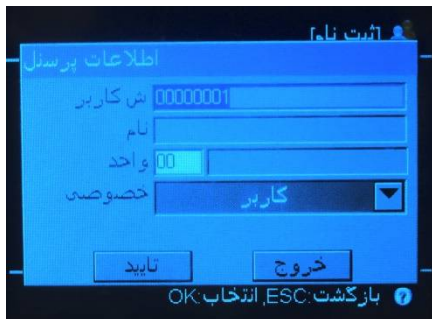 [ثبت نام]
اطلاعات پرسنل
ش کاربر 00000001
نام
واحد 00
خصوصی کاربر
تایید خروج
بازگشت:ESC, انتخاب:OK